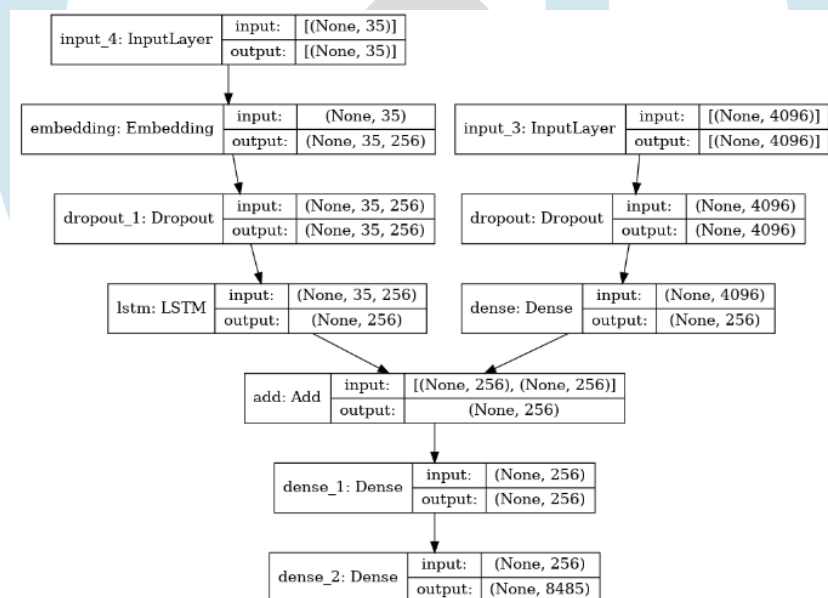 input_4: InputLayer input: [(None, 35)]
output: [(None, 35)]
embedding: Embedding input: (None, 35)
output: (None, 35, 256)
input_3: InputLayer input: [(None, 4096)]
output: [(None, 4096)]
dropout_1: Dropout input: (None, 35, 256)
output: (None, 35, 256)
dropout: Dropout input: (None, 4096)
output: (None, 4096)
lstm: LSTM input: (None, 35, 256)
output: (None, 256)
dense: Dense input: (None, 4096)
output: (None, 256)
add: Add input: [(None, 256), (None, 256)]
output: (None, 256)
dense_1: Dense input: (None, 256)
output: (None, 256)
dense_2: Dense input: (None, 256)
output: (None, 8485)